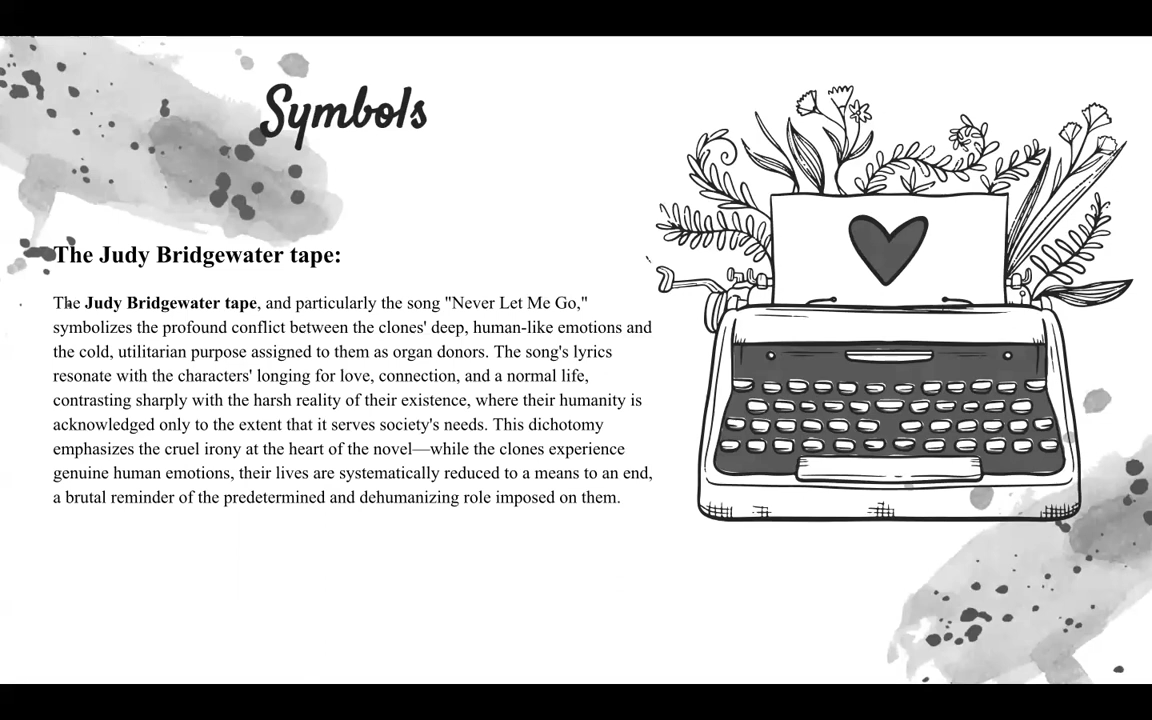 Symbols
The Judy Bridgewater tape:
The Judy Bridgewater tape, and particularly the song "Never Let Me Go,"
symbolizes the profound conflict between the clones' deep, human-like emotions and
the cold, utilitarian purpose assigned to them as organ donors. The song's lyrics
resonate with the characters' longing for love, connection, and a normal life,
contrasting sharply with the harsh reality of their existence, where their humanity is
acknowledged only to the extent that it serves society's needs. This dichotomy
emphasizes the cruel irony at the heart of the novel—while the clones experience
genuine human emotions, their lives are systematically reduced to a means to an end,
a brutal reminder of the predetermined and dehumanizing role imposed on them.